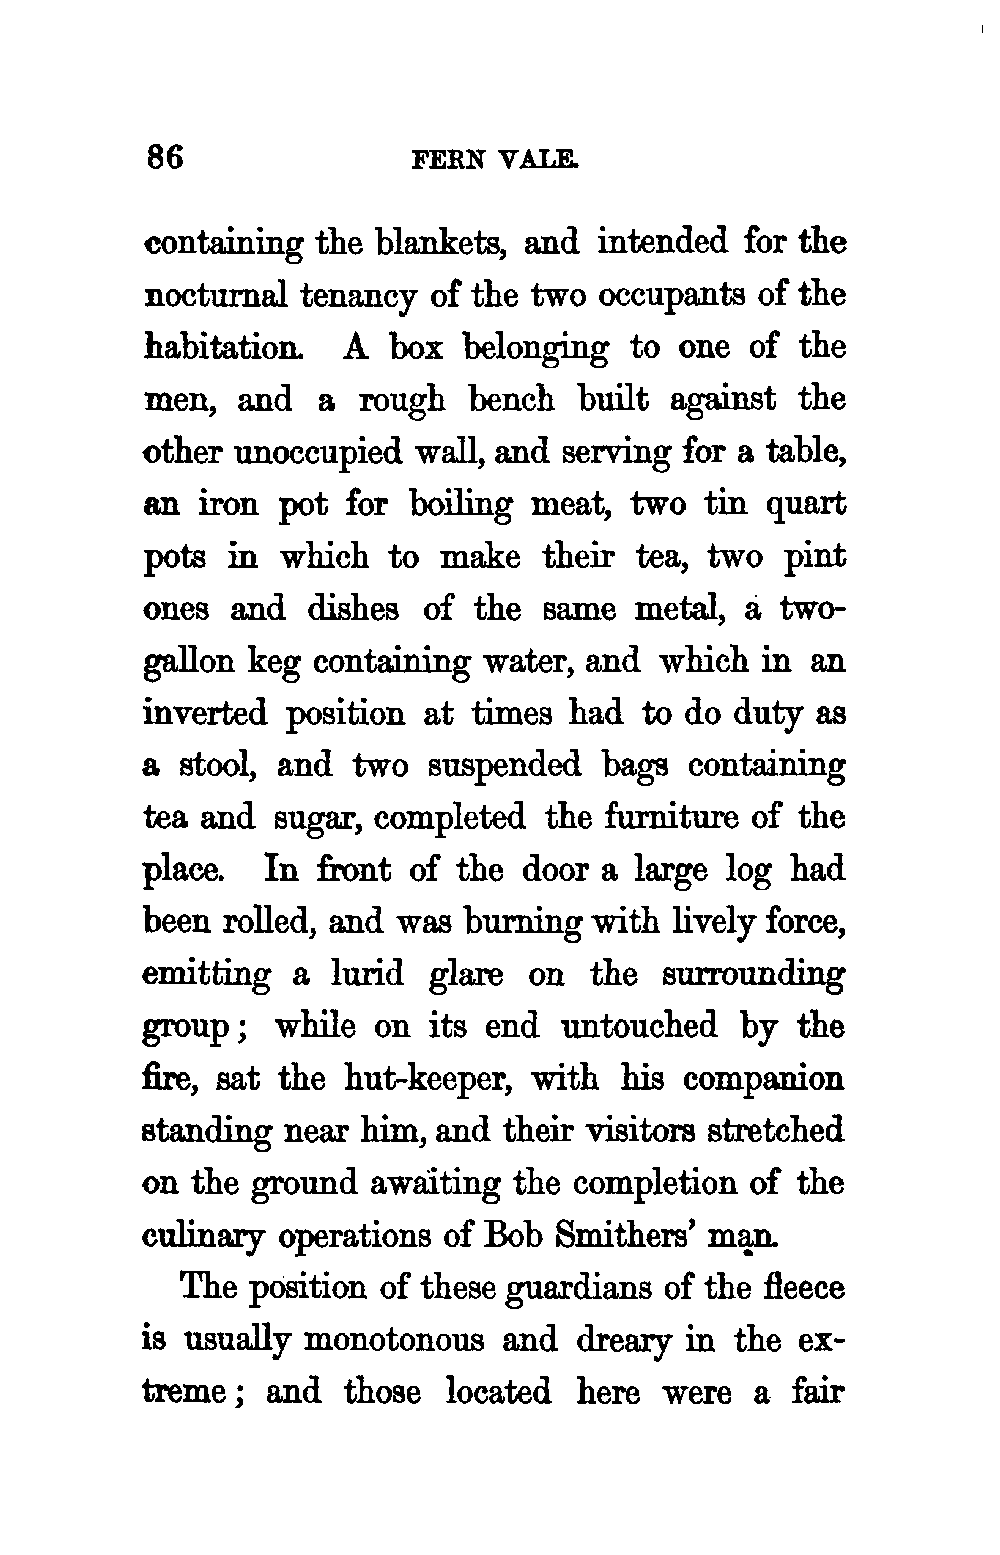 86 FERN VALE.
containing the blankets, and intended for the
nocturnal tenancy of the two occupants of the
habitation. A box belonging to one of the
men, and a rough bench built against the
other unoccupied wall, and serving for a table,
an iron pot for boiling meat, two tin quart
pots in which to make their tea, two pint
ones and dishes of the same metal, a two-
gallon keg containing water, and which in an
inverted position at times had to do duty as
a stool, and two suspended bags containing
tea and sugar, completed the furniture of the
place. In front of the door a large log had
been rolled, and was burning with lively force,
emitting a lurid glare on the surrounding
group; while on its end untouched by the
fire, sat the hut-keeper, with his companion
standing near him, and their visitors stretched
on the ground awaiting the completion of the
culinary operations of Bob Smithers' man.
The position of these guardians of the fleece
is usually monotonous and dreary in the ex-
treme; and those located here were a fair